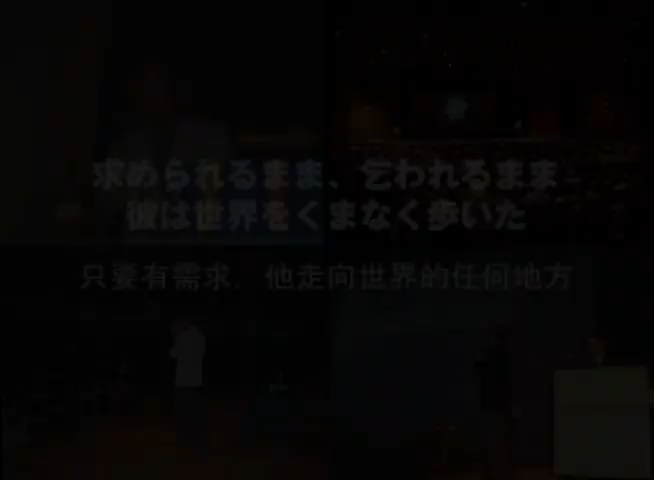 求められるまま、乞われるまま
彼は世界をくまなく歩いた
只要有需求，他走向世界的任何地方